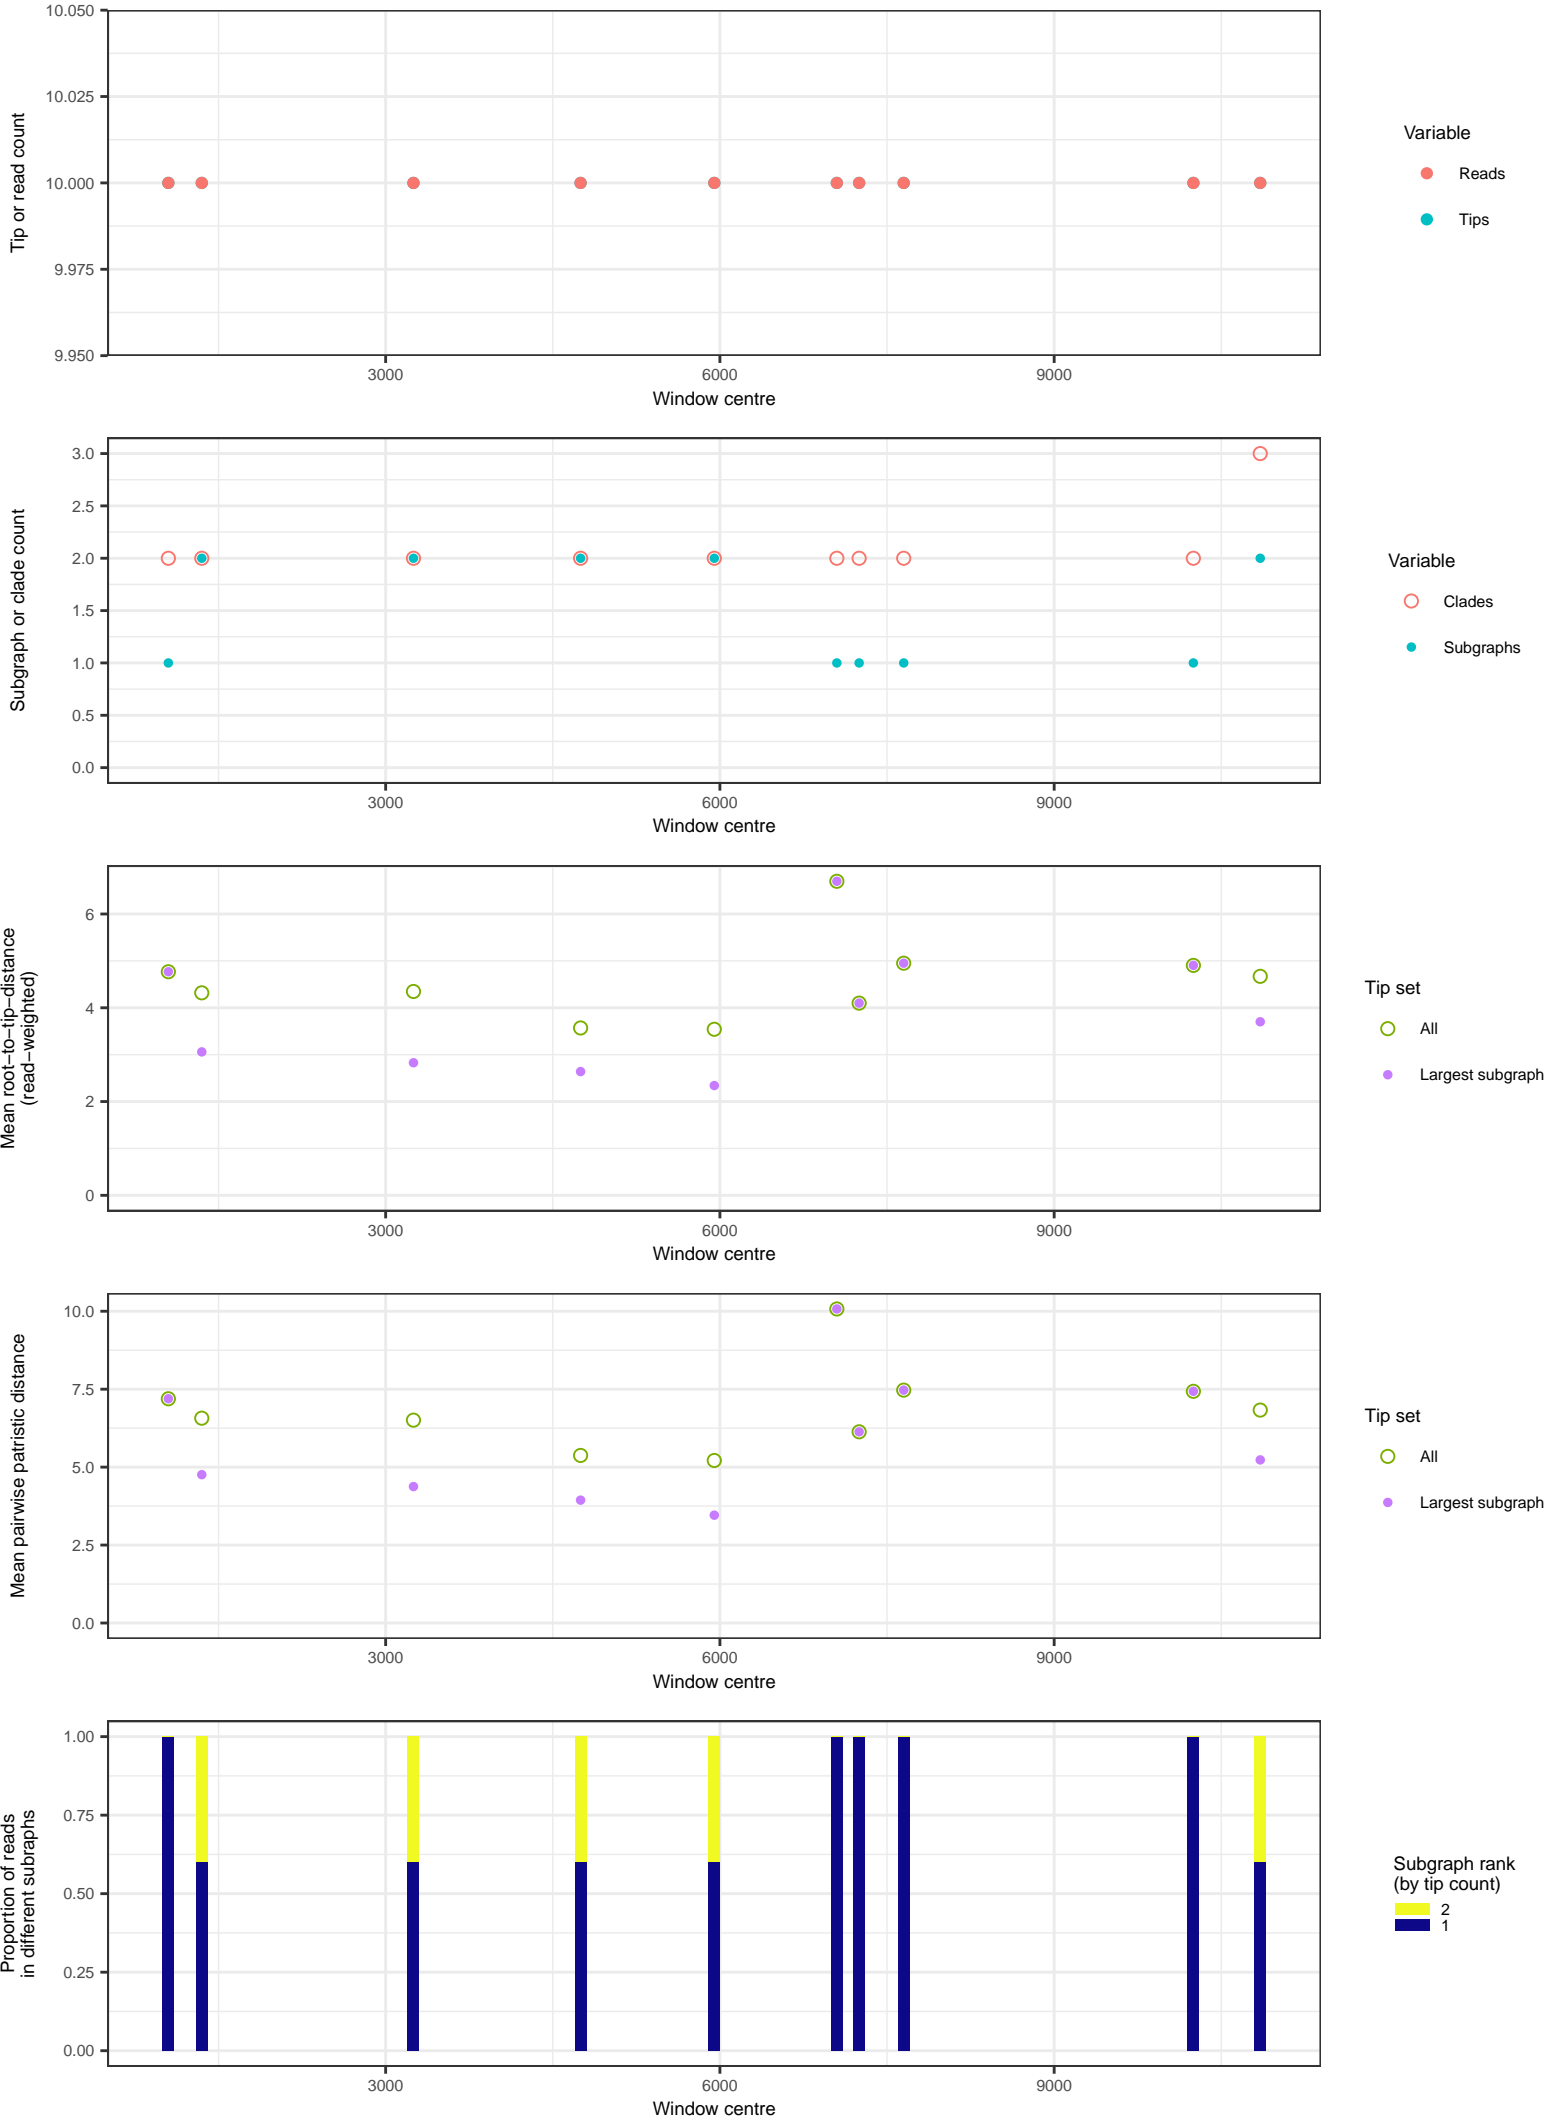 10.050
10.025
10.000
9.975
9.950
Tip or read count
3000
6000
9000
Window centre
Variable
Reads
Tips
3.0
2.5
2.0
1.5
1.0
0.5
0.0
Subgraph or clade count
3000
6000
9000
Window centre
Variable
Clades
Subgraphs
6
4
2
0
Mean root−to−tip−distance
(read−weighted)
3000
6000
9000
Window centre
Tip set
All
Largest subgraph
10.0
7.5
5.0
2.5
0.0
Mean pairwise patristic distance
3000
6000
9000
Window centre
Tip set
All
Largest subgraph
1.00
0.75
0.50
0.25
0.00
Proportion of reads
in different subraphs
3000
6000
9000
Window centre
Subgraph rank
(by tip count)
2
1